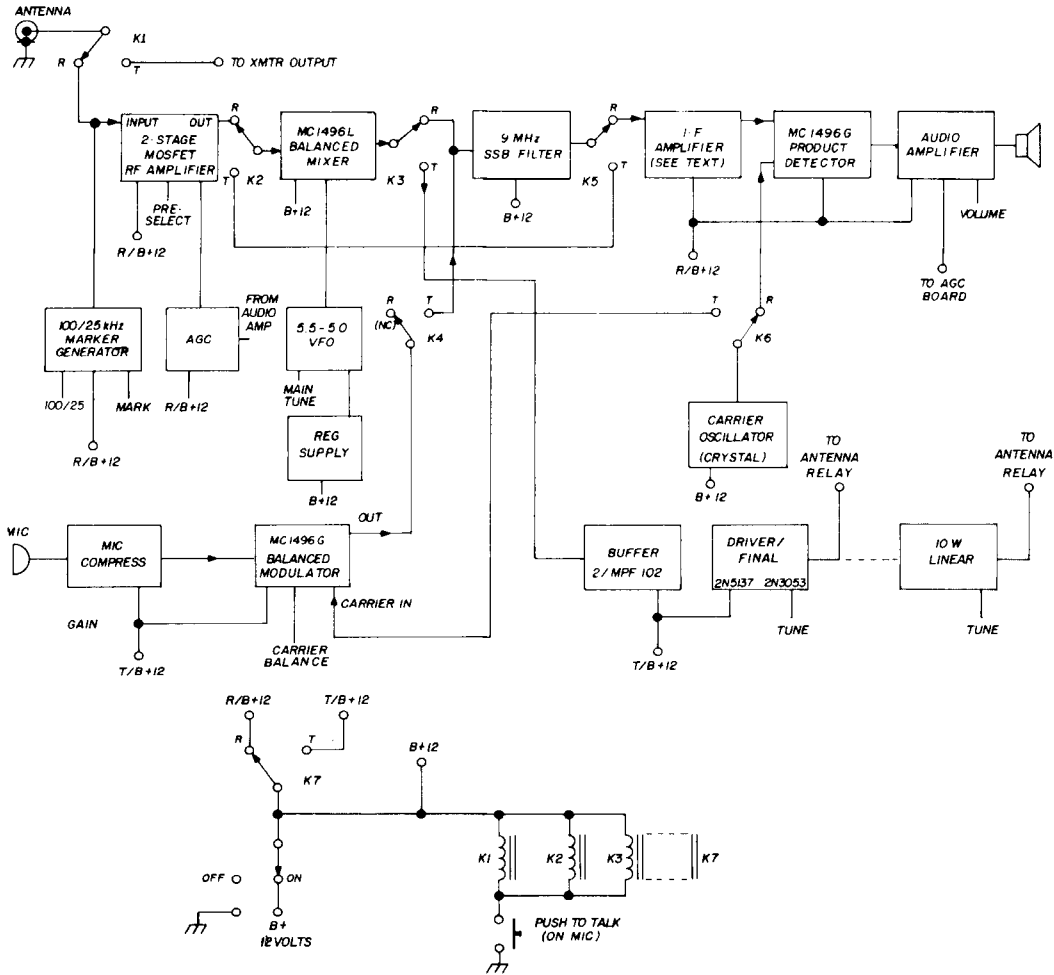 ANTENNA
K1
R
T
TO XMTR OUTPUT
INPUT OUT
2-STAGE
MOSFET
RF AMPLIFIER
R
T
K2
MC1496L
BALANCED
MIXER
R
T
K3
9 MHz
SSB FILTER
R
T
K5
I-F
AMPLIFIER
(SEE TEXT)
MC 1496G
PRODUCT
DETECTOR
AUDIO
AMPLIFIER
PRE-
SELECT
R/B+12
B+12
B+12
R/B+12
VOLUME
TO AGC
BOARD
100/25 kHz
MARKER
GENERATOR
100/25
MARK
R/B+12
AGC
FROM
AUDIO
AMP
R/B+12
5.5-5.0
VFO
MAIN
TUNE
REG
SUPPLY
B+12
R
(NC)
T
K4
T
R
K6
CARRIER
OSCILLATOR
(CRYSTAL)
B+12
TO
ANTENNA
RELAY
TO
ANTENNA
RELAY
MIC
MIC
COMPRESS
GAIN
T/B+12
MC1496G
BALANCED
MODULATOR
OUT
CARRIER IN
CARRIER
BALANCE
BUFFER
2/MPF 102
T/B+12
DRIVER/
FINAL
2N5137 2N3053
TUNE
10 W
LINEAR
TUNE
R/B+12
T/B+12
R
T
K7
B+12
K1
K2
K3
K7
OFF
ON
B+
12 VOLTS
PUSH TO TALK
(ON MIC)